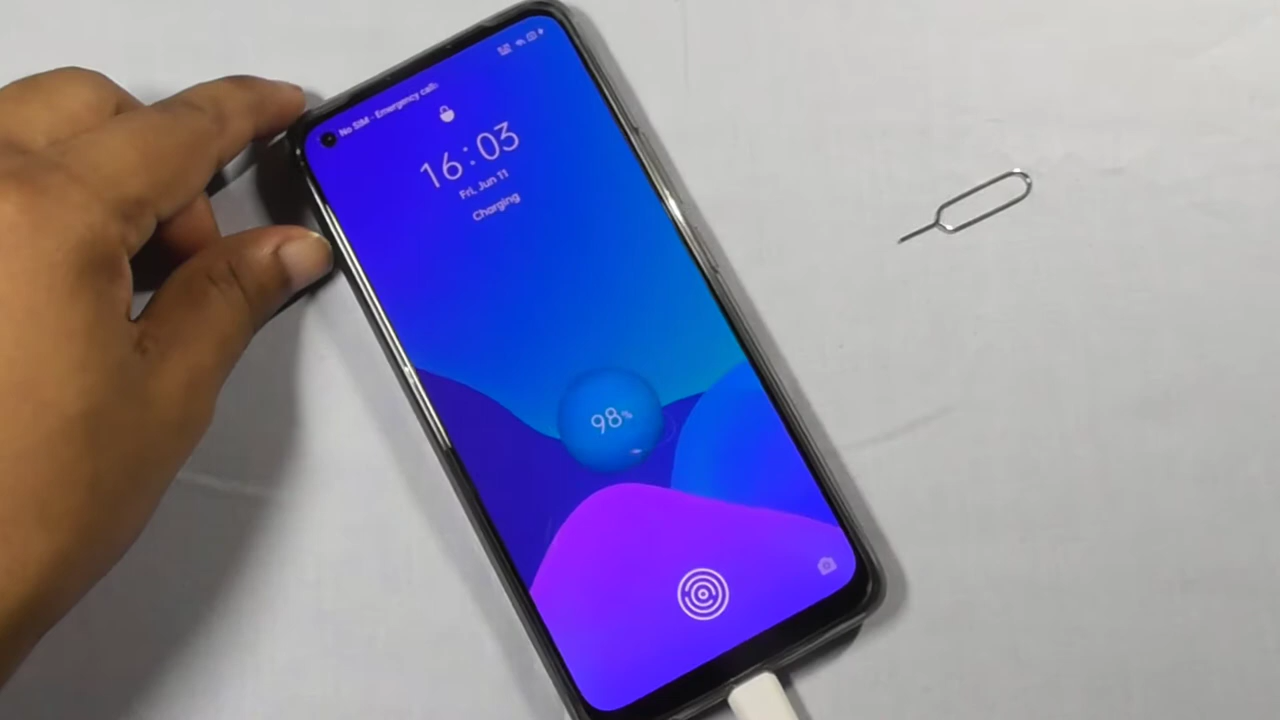 No SIM - Emergency calls
16:03
Fri, Jun 11
Charging
98%